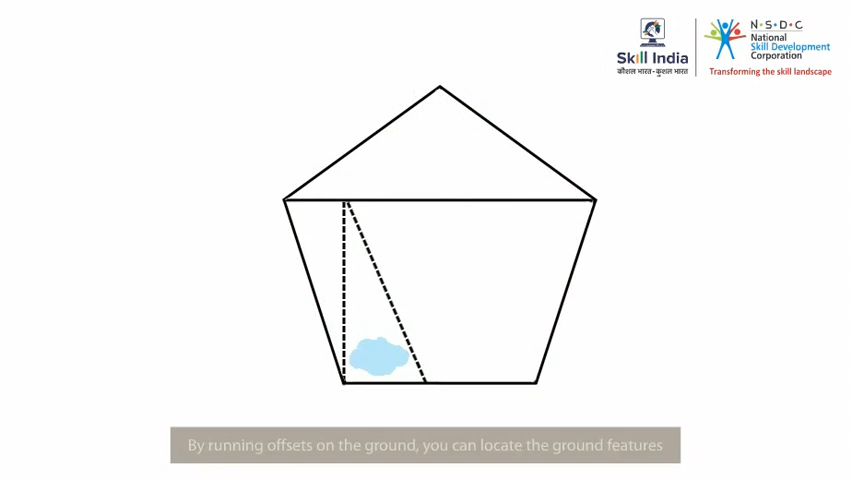 Skill India
कौशल भारत - कुशल भारत
N·S·D·C
National
Skill Development
Corporation
Transforming the skill landscape
By running offsets on the ground, you can locate the ground features